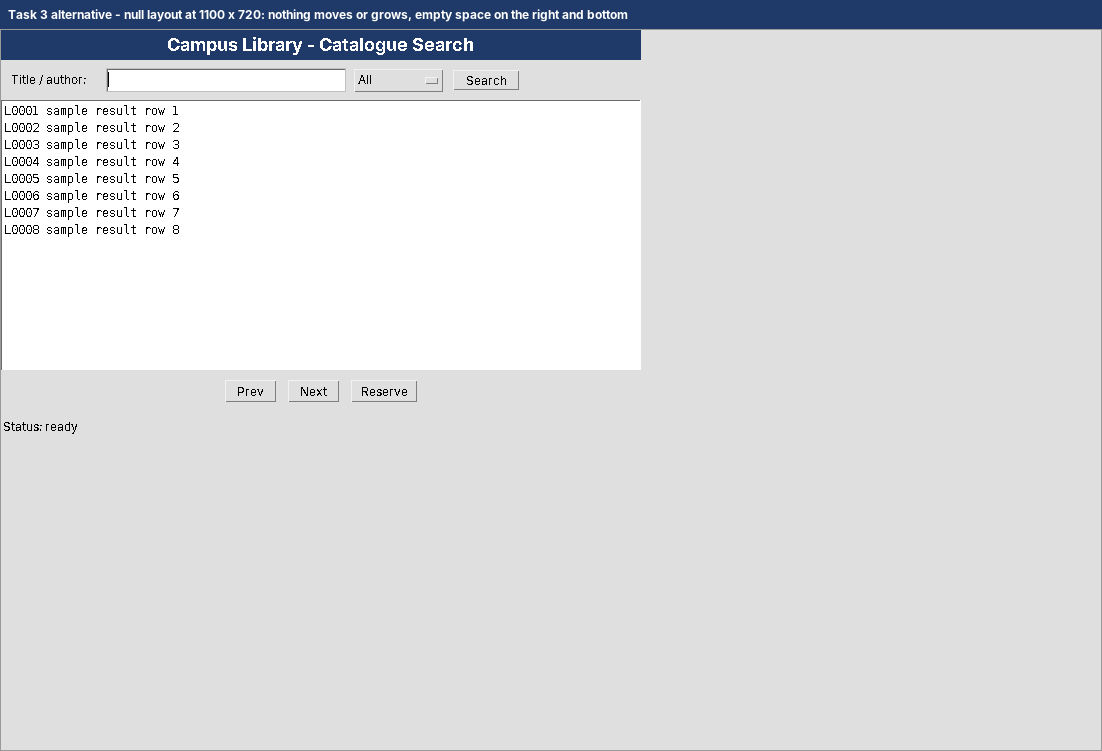 Task 3 alternative - null layout at 1100 x 720: nothing moves or grows, empty space on the right and bottom
Campus Library - Catalogue Search
Title / author: All Search
L0001 sample result row 1
L0002 sample result row 2
L0003 sample result row 3
L0004 sample result row 4
L0005 sample result row 5
L0006 sample result row 6
L0007 sample result row 7
L0008 sample result row 8
Prev Next Reserve
Status: ready